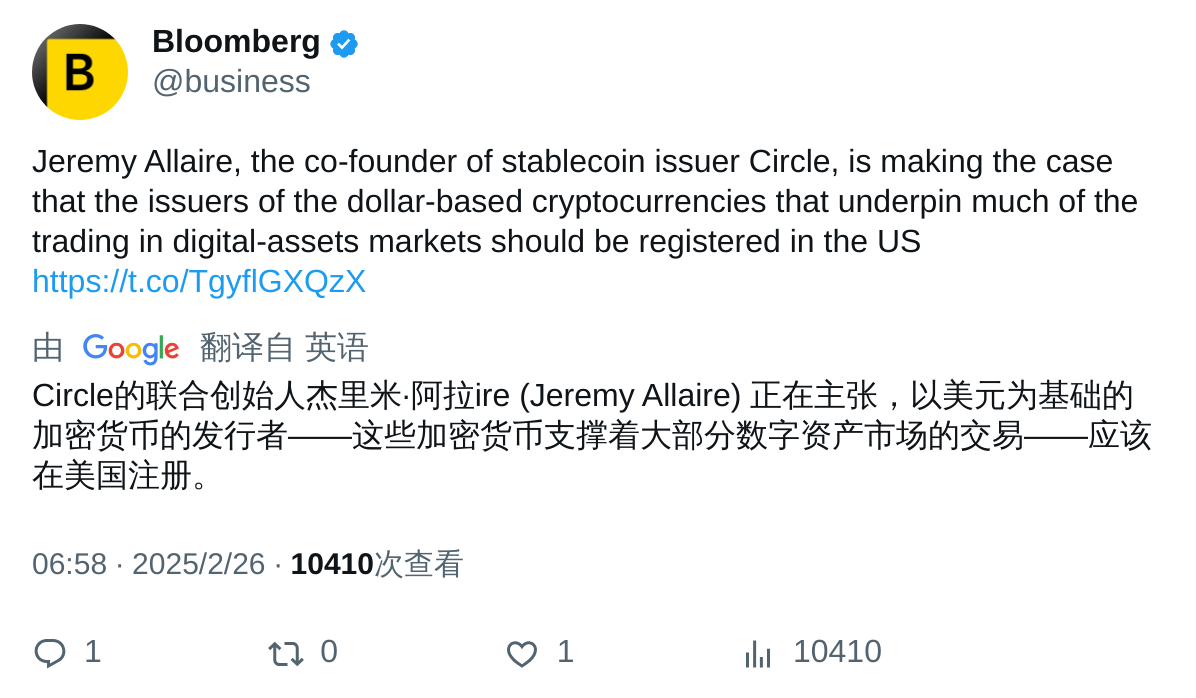 B
Bloomberg
@business
Jeremy Allaire, the co-founder of stablecoin issuer Circle, is making the case
that the issuers of the dollar-based cryptocurrencies that underpin much of the
trading in digital-assets markets should be registered in the US
https://t.co/TgyflGXQzX
由 Google 翻译自 英语
Circle的联合创始人杰里米·阿拉ire (Jeremy Allaire) 正在主张，以美元为基础的
加密货币的发行者——这些加密货币支撑着大部分数字资产市场的交易——应该
在美国注册。
06:58 · 2025/2/26 · 10410次查看
1 0 1 10410